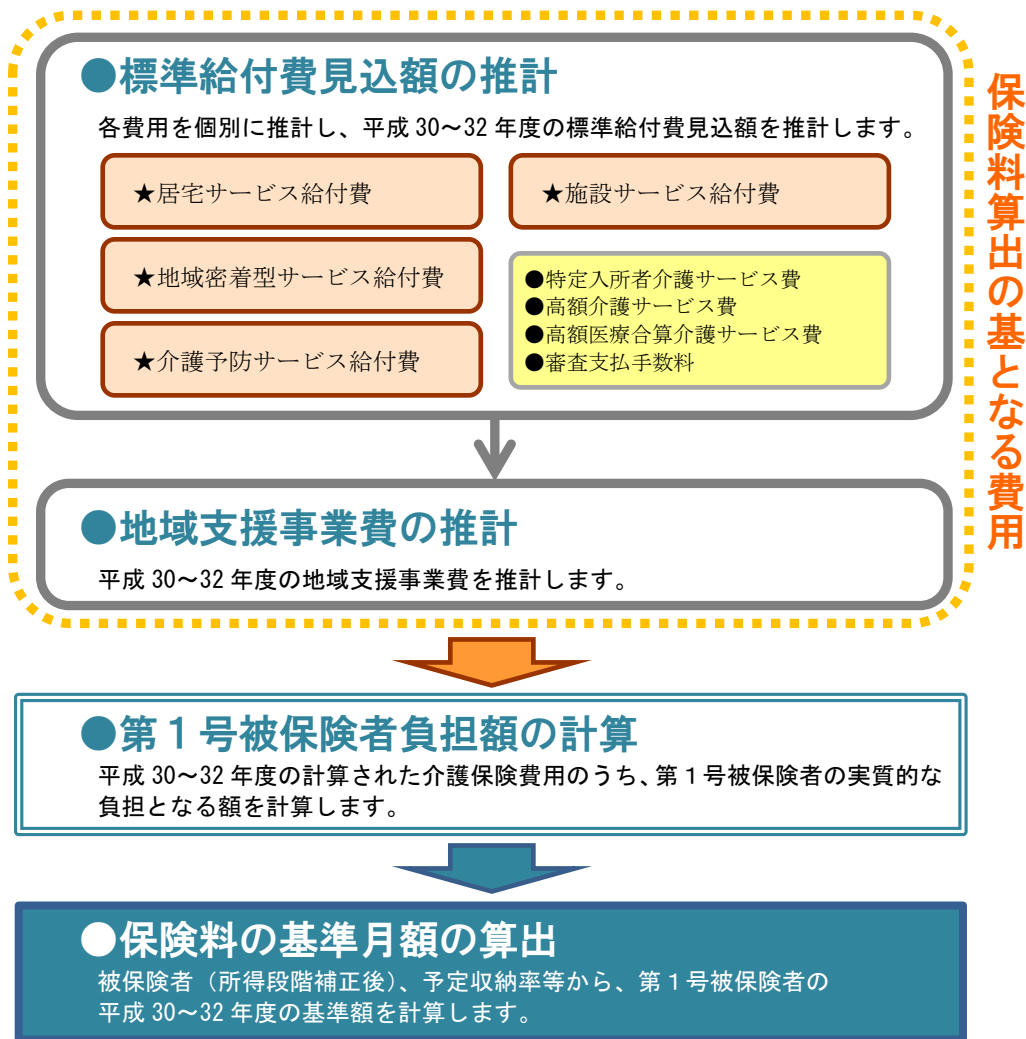 ●標準給付費見込額の推計
各費用を個別に推計し、平成 30～32 年度の標準給付費見込額を推計します。
★居宅サービス給付費
★施設サービス給付費
★地域密着型サービス給付費
★介護予防サービス給付費
●特定入所者介護サービス費
●高額介護サービス費
●高額医療合算介護サービス費
●審査支払手数料
●地域支援事業費の推計
平成 30～32 年度の地域支援事業費を推計します。
保険料算出の基となる費用
●第１号被保険者負担額の計算
平成 30～32 年度の計算された介護保険費用のうち、第１号被保険者の実質的な
負担となる額を計算します。
●保険料の基準月額の算出
被保険者（所得段階補正後）、予定収納率等から、第１号被保険者の
平成 30～32 年度の基準額を計算します。